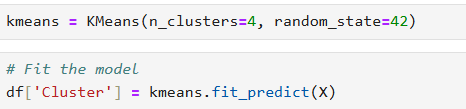 kmeans = KMeans(n_clusters=4, random_state=42)
# Fit the model
df['Cluster'] = kmeans.fit_predict(X)